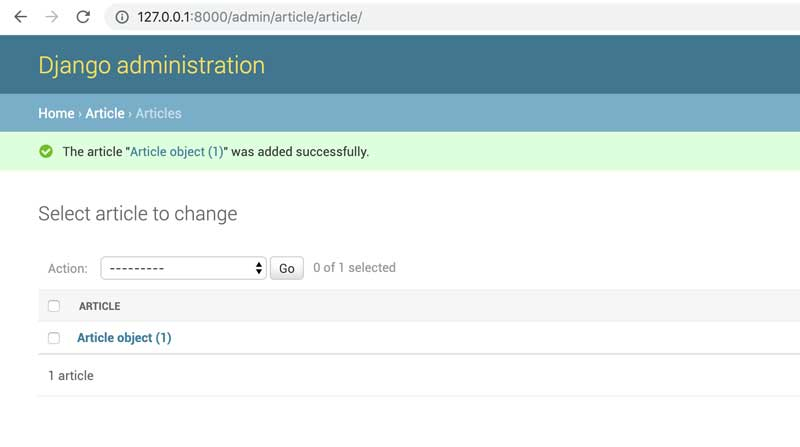 127.0.0.1:8000/admin/article/article/
Django administration
Home › Article › Articles
The article “Article object (1)” was added successfully.
Select article to change
Action: --------- Go 0 of 1 selected
ARTICLE
Article object (1)
1 article